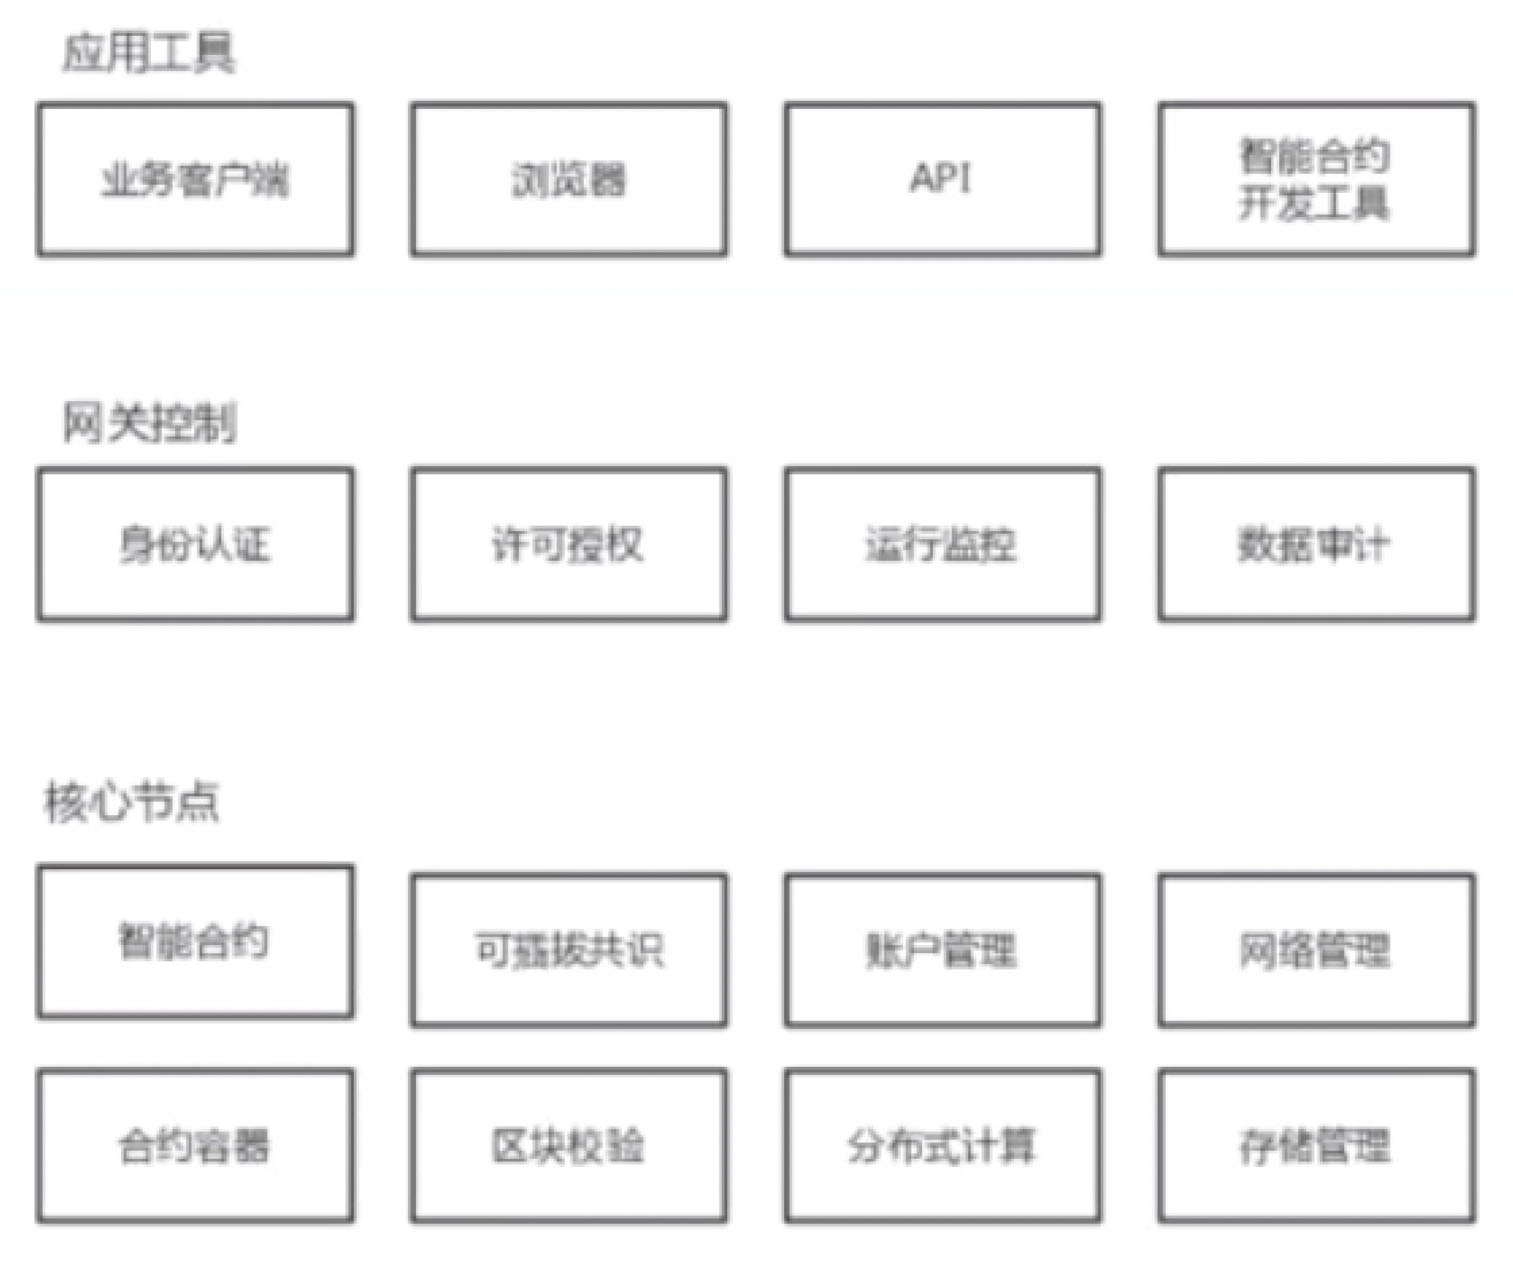 应用工具
业务客户端
浏览器
API
智能合约
开发工具
网关控制
身份认证
许可授权
运行监控
数据审计
核心节点
智能合约
可插拔共识
账户管理
网络管理
合约容器
区块校验
分布式计算
存储管理